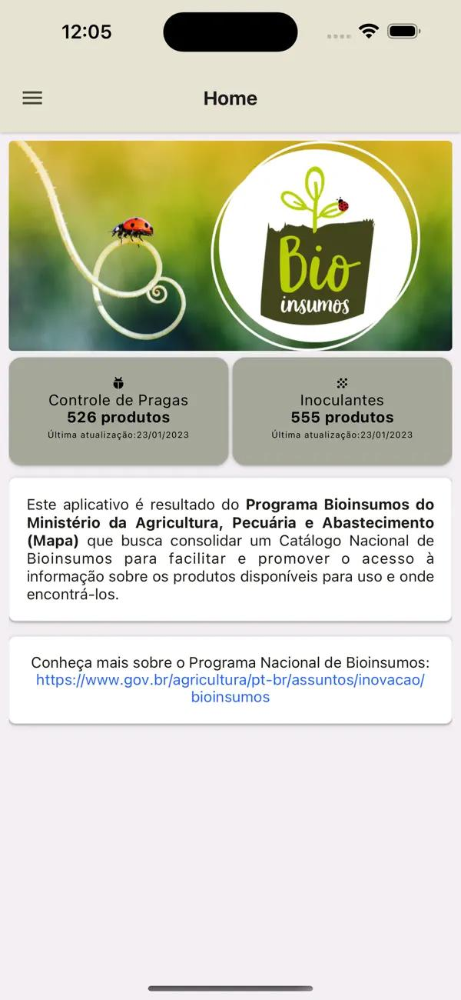 12:05
Home
Bio
insumos
Controle de Pragas
526 produtos
Última atualização:23/01/2023
Inoculantes
555 produtos
Última atualização:23/01/2023
Este aplicativo é resultado do Programa Bioinsumos do
Ministério da Agricultura, Pecuária e Abastecimento
(Mapa) que busca consolidar um Catálogo Nacional de
Bioinsumos para facilitar e promover o acesso à
informação sobre os produtos disponíveis para uso e onde
encontrá-los.
Conheça mais sobre o Programa Nacional de Bioinsumos:
https://www.gov.br/agricultura/pt-br/assuntos/inovacao/
bioinsumos